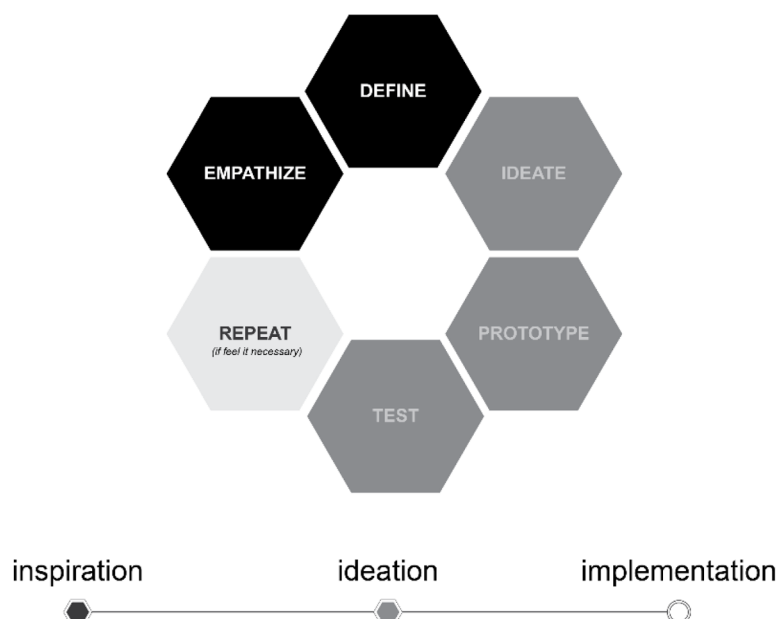 DEFINE
EMPATHIZE
IDEATE
REPEAT
(if feel it necessary)
PROTOTYPE
TEST
inspiration
ideation
implementation